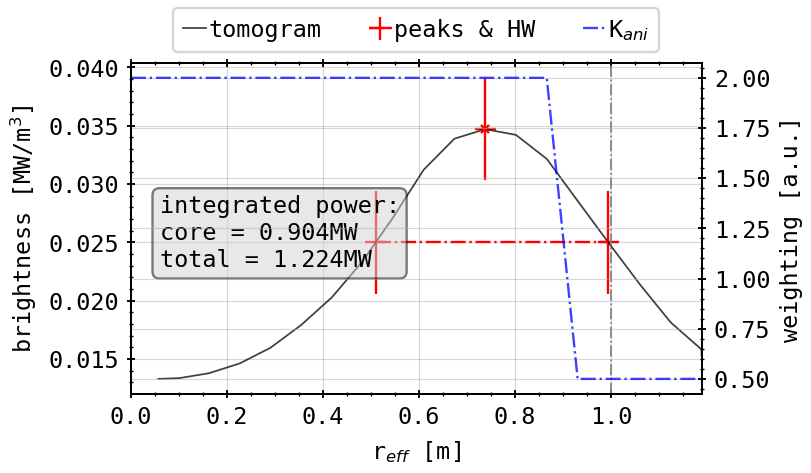 tomogram peaks & HW K_ani
brightness [MW/m³]
0.040
0.035
0.030
0.025
0.020
0.015
integrated power:
core = 0.904MW
total = 1.224MW
2.00
1.75
1.50
1.25
1.00
0.75
0.50
weighting [a.u.]
0.0 0.2 0.4 0.6 0.8 1.0
r_eff [m]